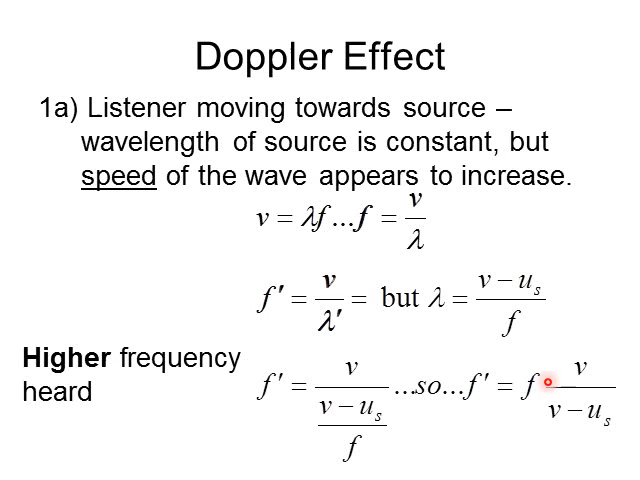 Doppler Effect
1a) Listener moving towards source –
wavelength of source is constant, but
speed of the wave appears to increase.
v = λf ... f = v/λ
f′ = v/λ′ = but λ = (v − u_s)/f
Higher frequency
heard
f′ = v/((v − u_s)/f) ...so... f′ = f v/(v − u_s)